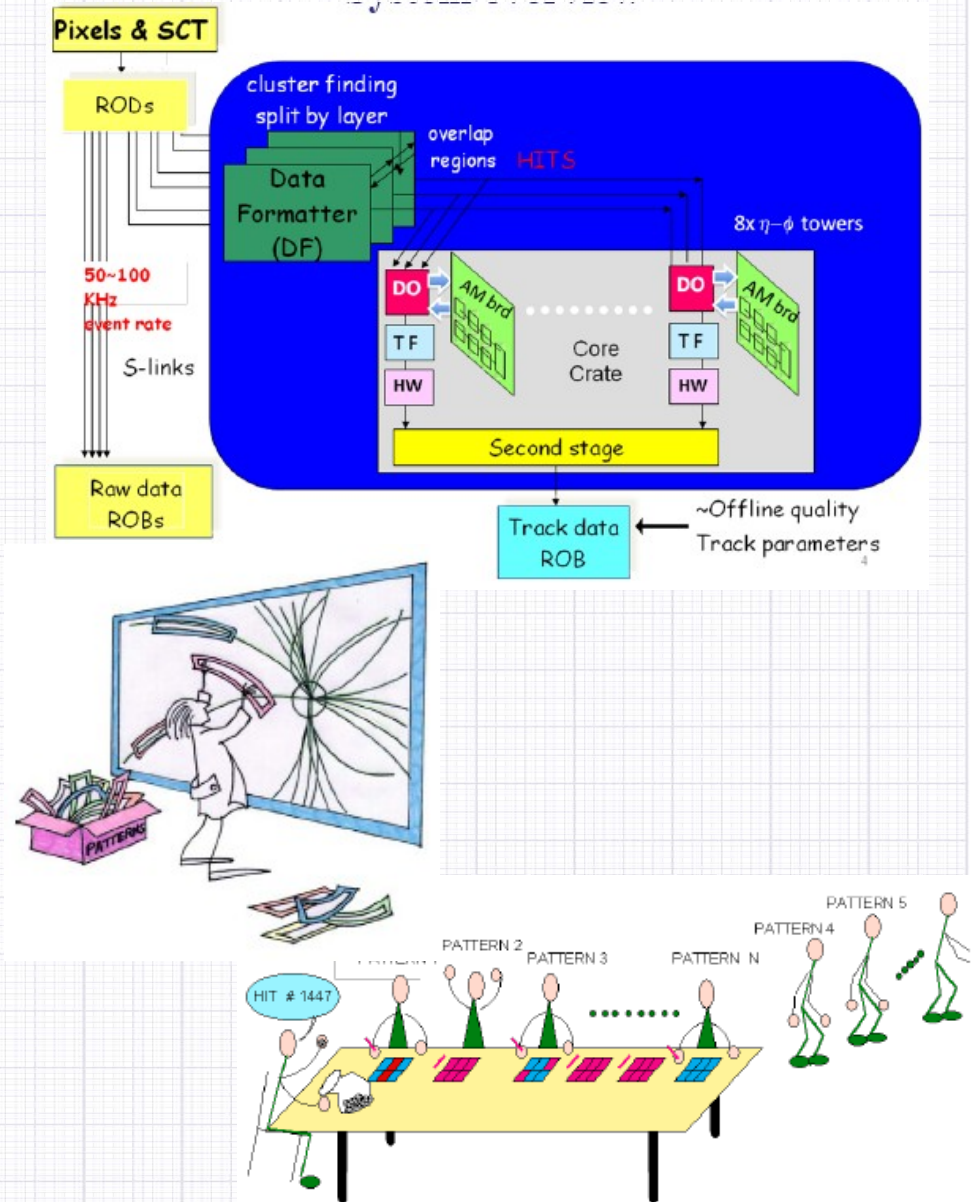 Pixels & SCT
RODs
cluster finding
split by layer
overlap
regions
HITS
Data
Formatter
(DF)
8x η–ϕ towers
50~100
KHz
event rate
S-links
DO
AM brd
TF
HW
Core
Crate
DO
AM brd
TF
HW
Second stage
Raw data
ROBs
Track data
ROB
~Offline quality
Track parameters
4
PATTERNS
PATTERN 5
PATTERN 4
PATTERN 2
PATTERN 3
PATTERN N
HIT # 1447